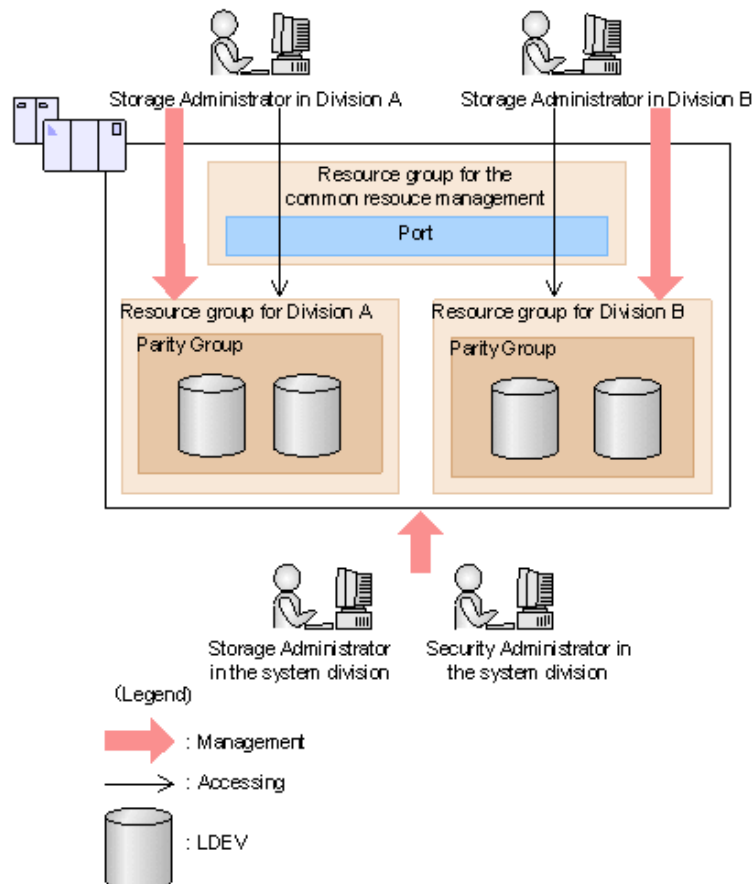 Storage Administrator in Division A
Storage Administrator in Division B
Resource group for the
common resouce management
Port
Resource group for Division A
Parity Group
Resource group for Division B
Parity Group
Storage Administrator
in the system division
Security Administrator in
the system division
(Legend)
: Management
: Accessing
: LDEV